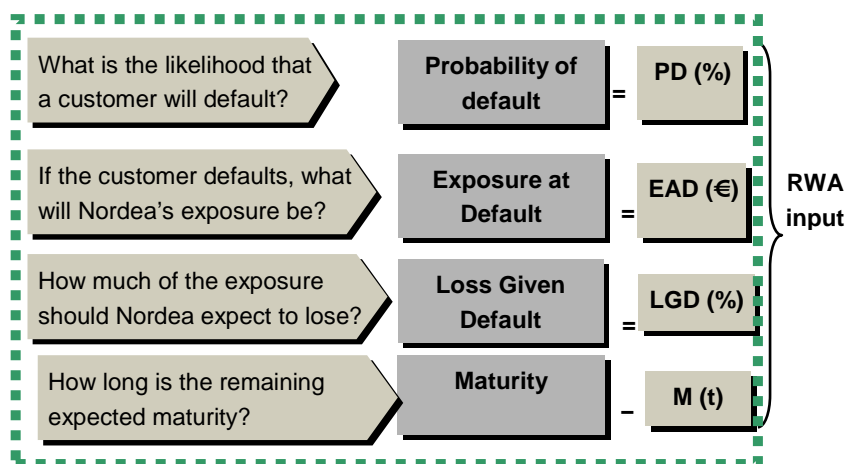 What is the likelihood that
a customer will default?
Probability of
default
=
PD (%)
If the customer defaults, what
will Nordea's exposure be?
Exposure at
Default
=
EAD (€)
How much of the exposure
should Nordea expect to lose?
Loss Given
Default
=
LGD (%)
How long is the remaining
expected maturity?
Maturity
–
M (t)
RWA
input